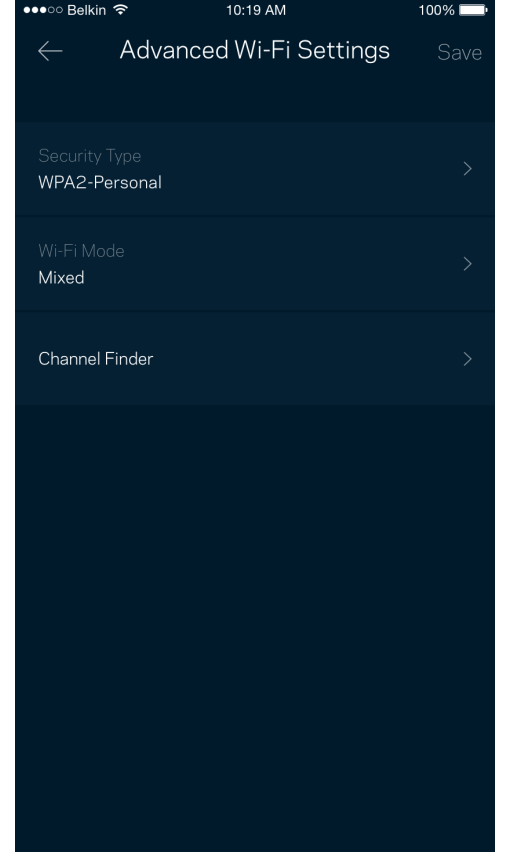 Belkin 10:19 AM 100%
Advanced Wi-Fi Settings Save
Security Type
WPA2-Personal
Wi-Fi Mode
Mixed
Channel Finder